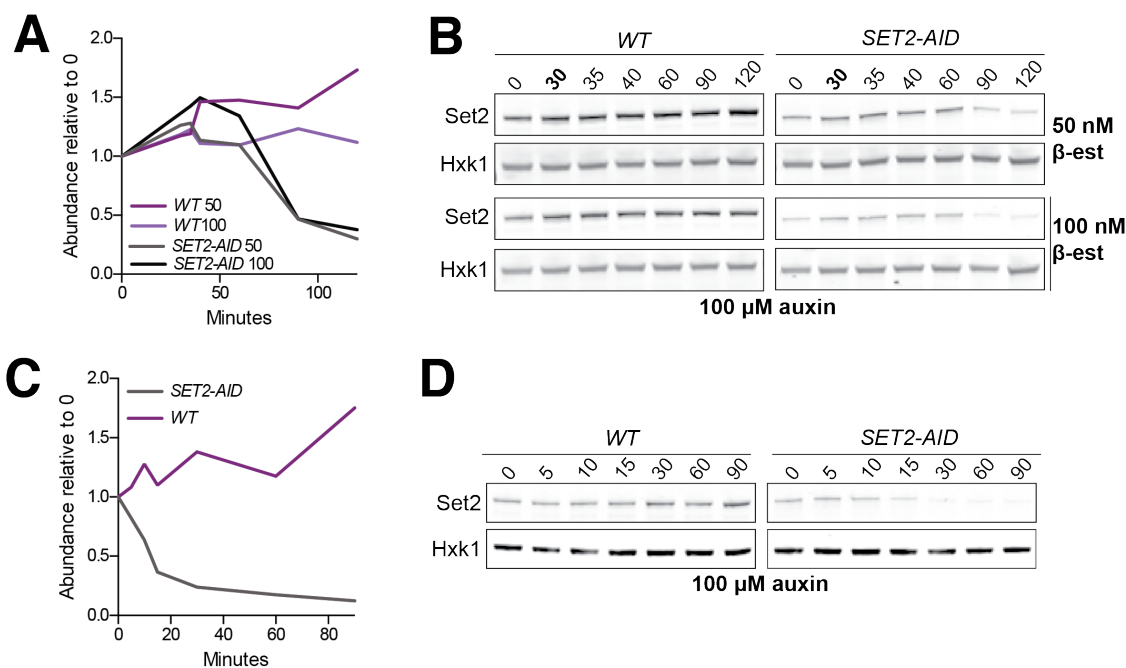 A
2.0
1.5
1.0
0.5
0.0
Abundance relative to 0
WT 50
WT100
SET2-AID 50
SET2-AID 100
0
50
100
Minutes
B
WT
SET2-AID
0 30 35 40 60 90 120
0 30 35 40 60 90 120
Set2
Hxk1
50 nM
β-est
Set2
Hxk1
100 nM
β-est
100 µM auxin
C
2.0
1.5
1.0
0.5
0.0
Abundance relative to 0
SET2-AID
WT
0 20 40 60 80
Minutes
D
WT
SET2-AID
0 5 10 15 30 60 90
0 5 10 15 30 60 90
Set2
Hxk1
100 µM auxin